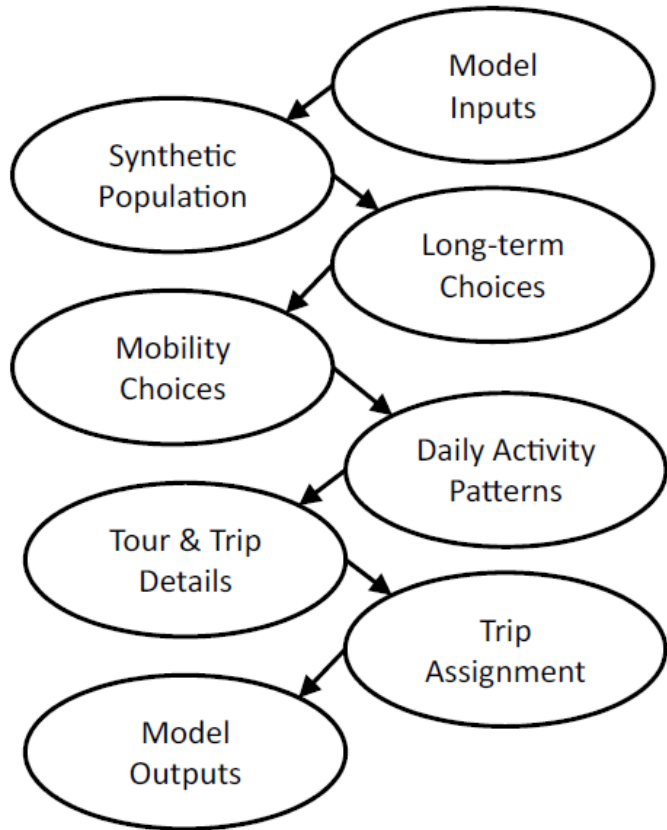 Model
Inputs
Synthetic
Population
Long-term
Choices
Mobility
Choices
Daily Activity
Patterns
Tour & Trip
Details
Trip
Assignment
Model
Outputs